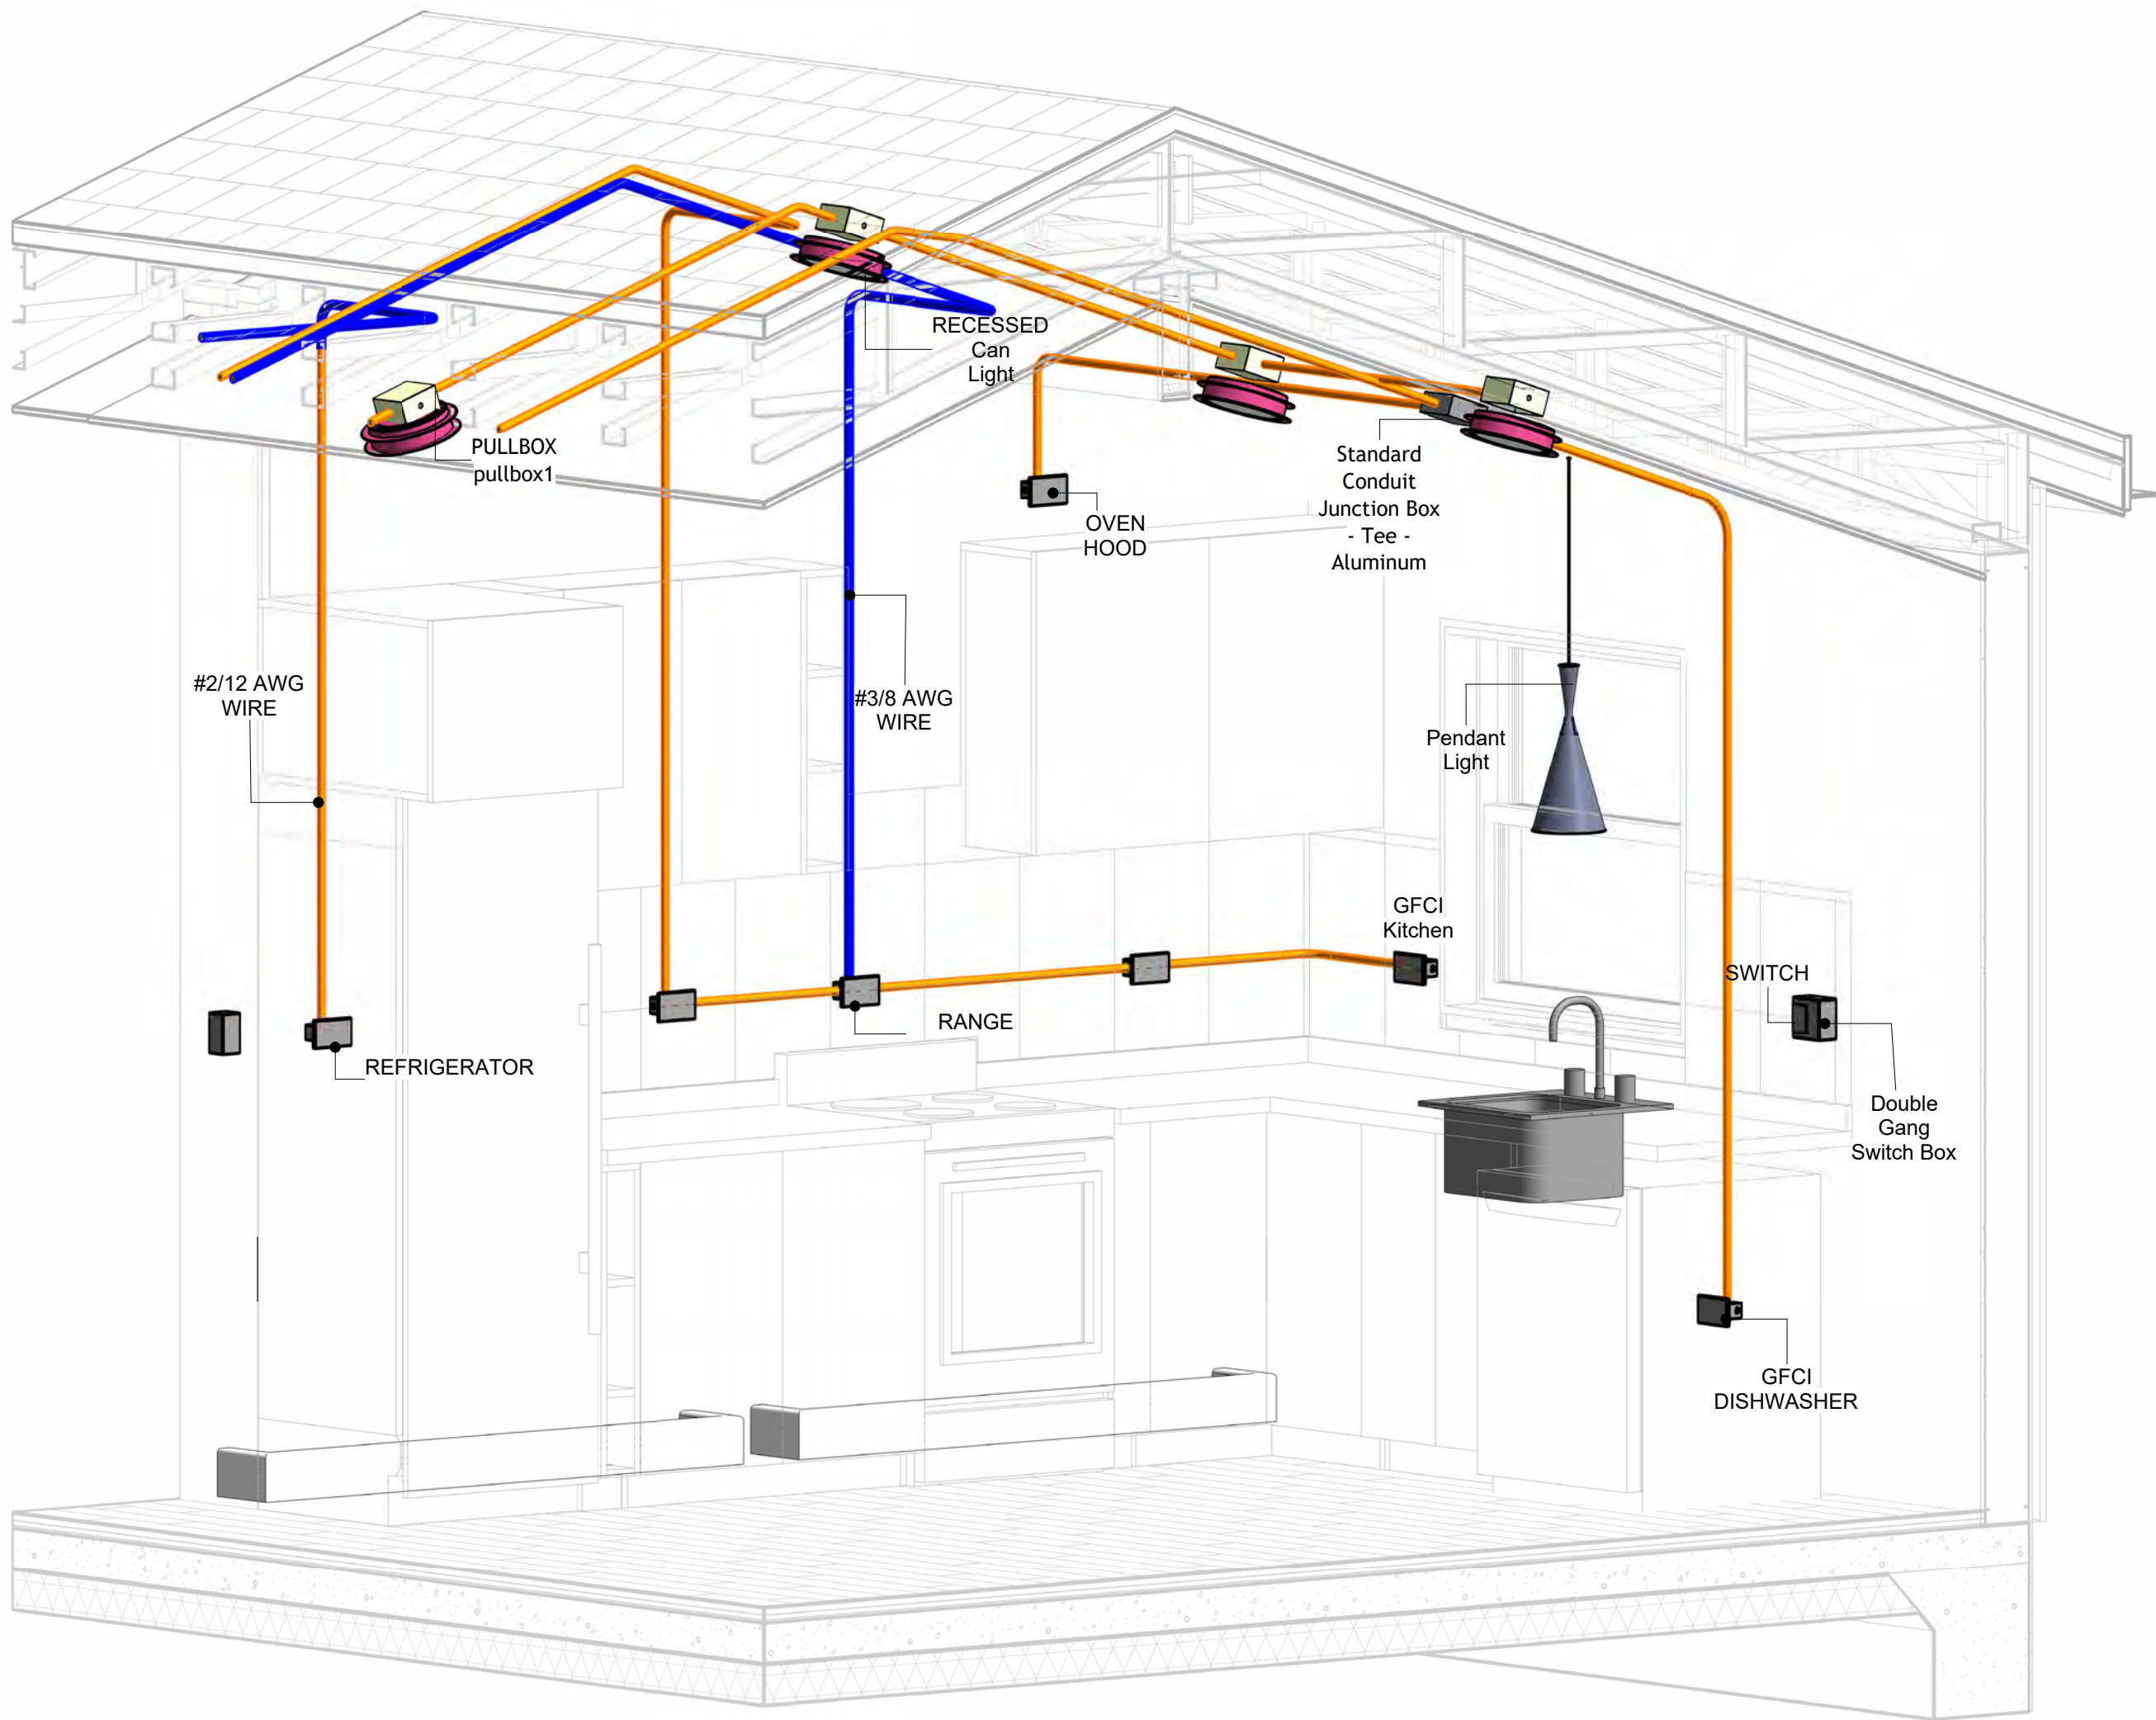 RECESSED
Can
Light
PULLBOX
pullbox1
Standard
Conduit
Junction Box
- Tee -
Aluminum
OVEN
HOOD
#2/12 AWG
WIRE
#3/8 AWG
WIRE
Pendant
Light
GFCI
Kitchen
SWITCH
RANGE
REFRIGERATOR
Double
Gang
Switch Box
GFCI
DISHWASHER